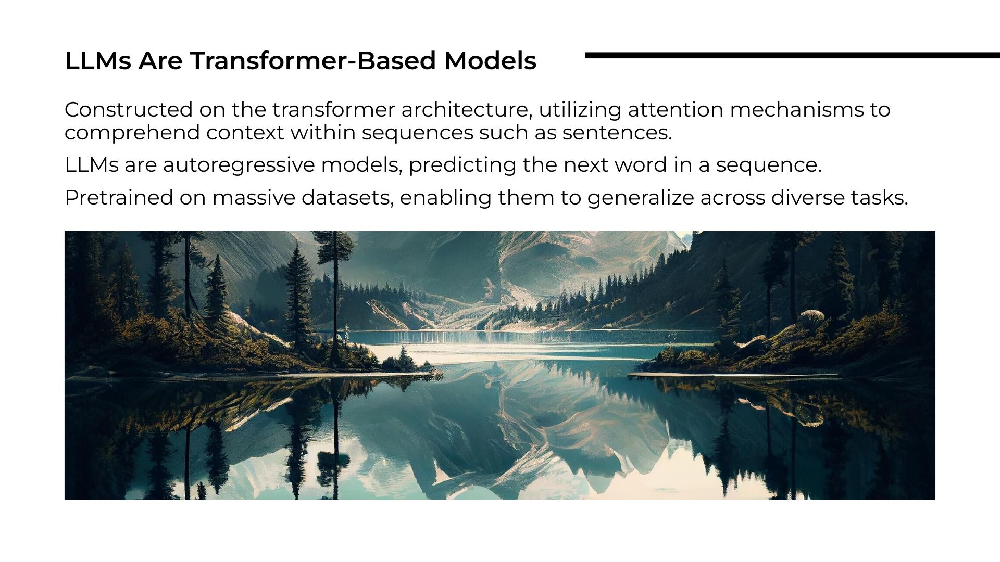 LLMs Are Transformer-Based Models
Constructed on the transformer architecture, utilizing attention mechanisms to
comprehend context within sequences such as sentences.
LLMs are autoregressive models, predicting the next word in a sequence.
Pretrained on massive datasets, enabling them to generalize across diverse tasks.